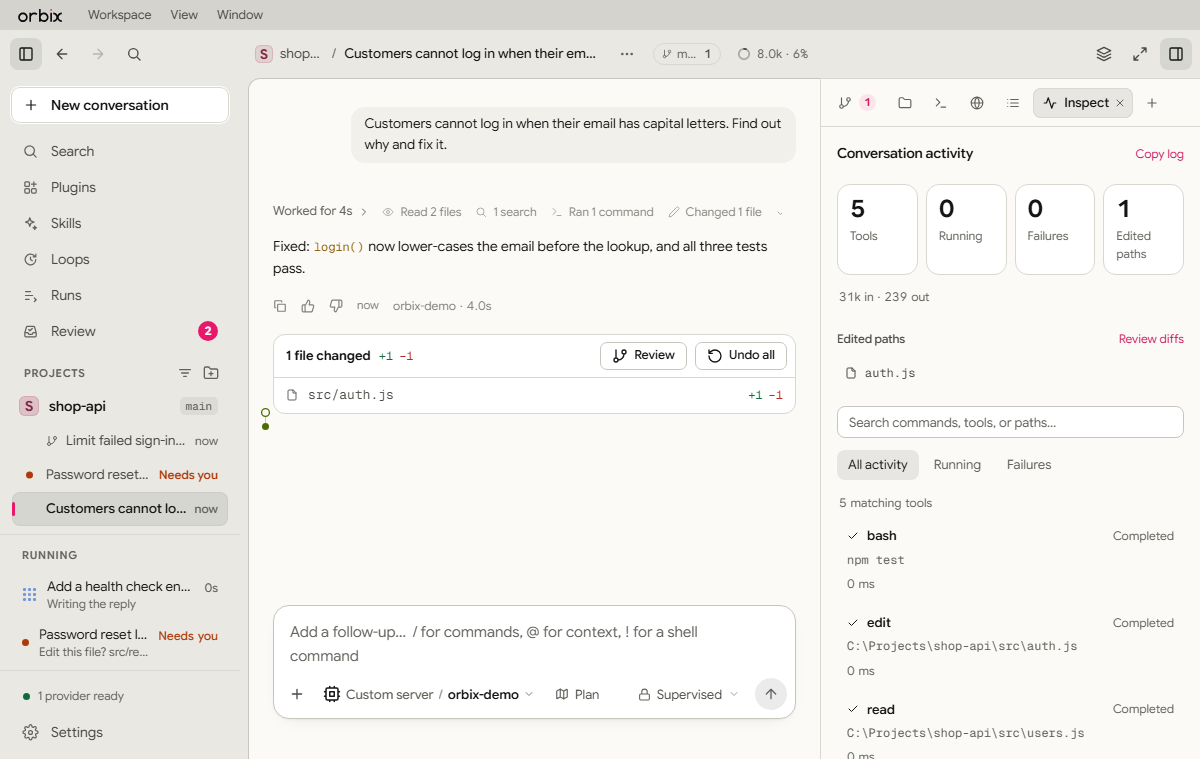 orbix Workspace View Window
S shop... / Customers cannot log in when their em... m... 1 8.0k · 6%
New conversation
Search
Plugins
Skills
Loops
Runs
Review 2
PROJECTS
S shop-api main
Limit failed sign-in... now
Password reset... Needs you
Customers cannot lo... now
RUNNING
Add a health check en... 0s
Writing the reply
Password reset l... Needs you
Edit this file? src/re...
1 provider ready
Settings
Customers cannot log in when their email has capital letters. Find out
why and fix it.
Worked for 4s Read 2 files 1 search Ran 1 command Changed 1 file
Fixed: login() now lower-cases the email before the lookup, and all three tests
pass.
now orbix-demo · 4.0s
1 file changed +1 −1 Review Undo all
src/auth.js +1 −1
Add a follow-up... / for commands, @ for context, ! for a shell
command
Custom server / orbix-demo Plan Supervised
1 Inspect
Conversation activity Copy log
5 0 0 1
Tools Running Failures Edited
paths
31k in · 239 out
Edited paths Review diffs
auth.js
Search commands, tools, or paths...
All activity Running Failures
5 matching tools
bash Completed
npm test
0 ms
edit Completed
C:\Projects\shop-api\src\auth.js
0 ms
read Completed
C:\Projects\shop-api\src\users.js
0 ms